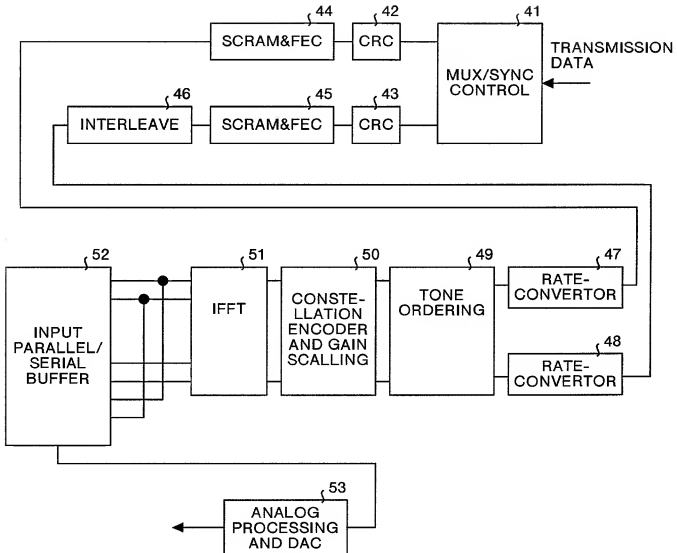 44
42
41
SCRAM&FEC
CRC
MUX/SYNC
CONTROL
TRANSMISSION
DATA
46
45
43
INTERLEAVE
SCRAM&FEC
CRC
52
51
50
49
47
INPUT
PARALLEL/
SERIAL
BUFFER
IFFT
CONSTE-
LLATION
ENCODER
AND GAIN
SCALLING
TONE
ORDERING
RATE-
CONVERTOR
48
RATE-
CONVERTOR
53
ANALOG
PROCESSING
AND DAC